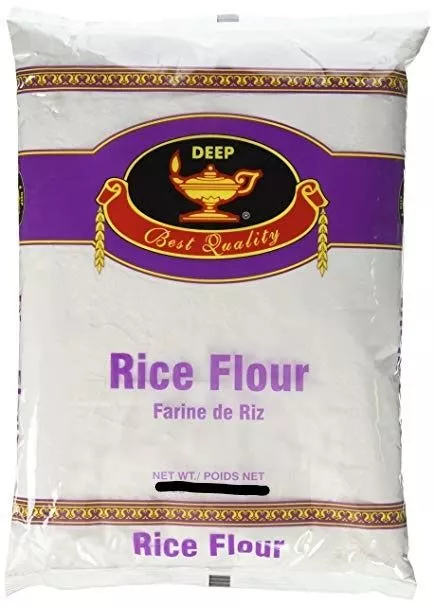 DEEP
®
Best Quality
Rice Flour
Farine de Riz
NET WT./ POIDS NET
Rice Flour